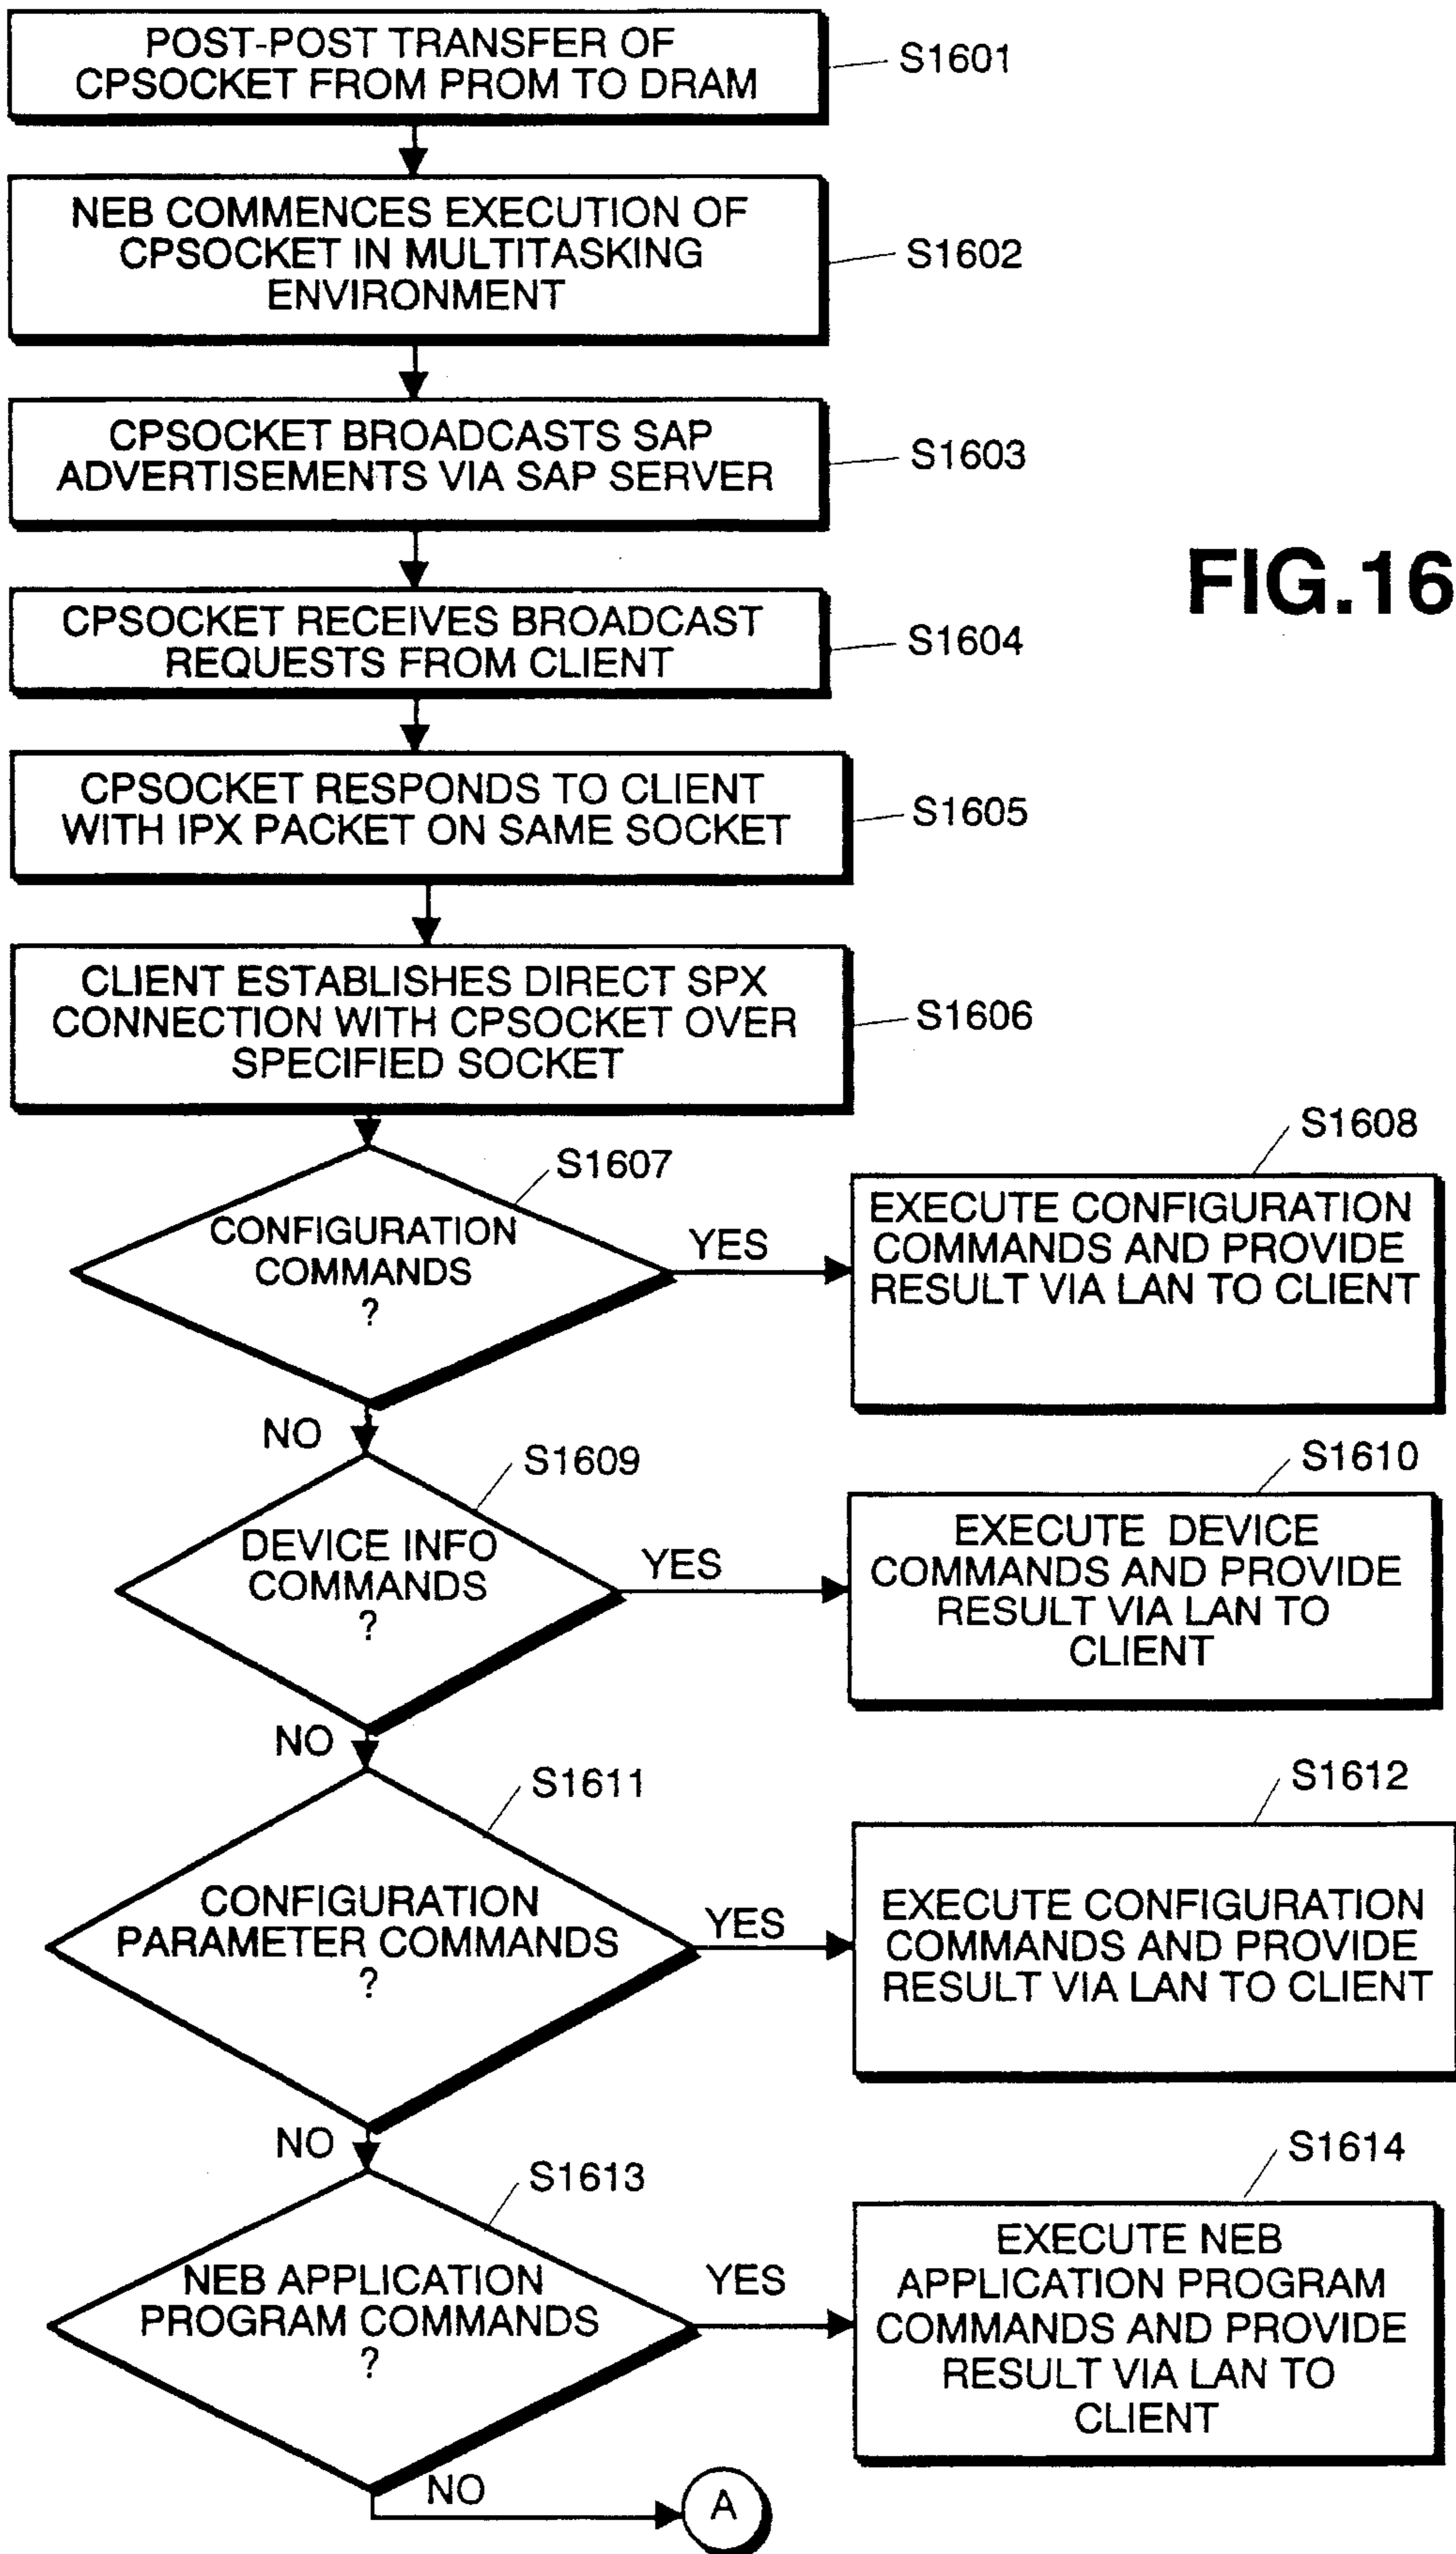 POST-POST TRANSFER OF
CPSOCKET FROM PROM TO DRAM
S1601
NEB COMMENCES EXECUTION OF
CPSOCKET IN MULTITASKING
ENVIRONMENT
S1602
CPSOCKET BROADCASTS SAP
ADVERTISEMENTS VIA SAP SERVER
S1603
FIG.16
CPSOCKET RECEIVES BROADCAST
REQUESTS FROM CLIENT
S1604
CPSOCKET RESPONDS TO CLIENT
WITH IPX PACKET ON SAME SOCKET
S1605
CLIENT ESTABLISHES DIRECT SPX
CONNECTION WITH CPSOCKET OVER
SPECIFIED SOCKET
S1606
S1607
CONFIGURATION
COMMANDS
?
YES
S1608
EXECUTE CONFIGURATION
COMMANDS AND PROVIDE
RESULT VIA LAN TO CLIENT
NO
S1609
DEVICE INFO
COMMANDS
?
YES
S1610
EXECUTE DEVICE
COMMANDS AND PROVIDE
RESULT VIA LAN TO
CLIENT
NO
S1611
CONFIGURATION
PARAMETER COMMANDS
?
YES
S1612
EXECUTE CONFIGURATION
COMMANDS AND PROVIDE
RESULT VIA LAN TO CLIENT
NO
S1613
NEB APPLICATION
PROGRAM COMMANDS
?
YES
S1614
EXECUTE NEB
APPLICATION PROGRAM
COMMANDS AND PROVIDE
RESULT VIA LAN TO
CLIENT
NO
A